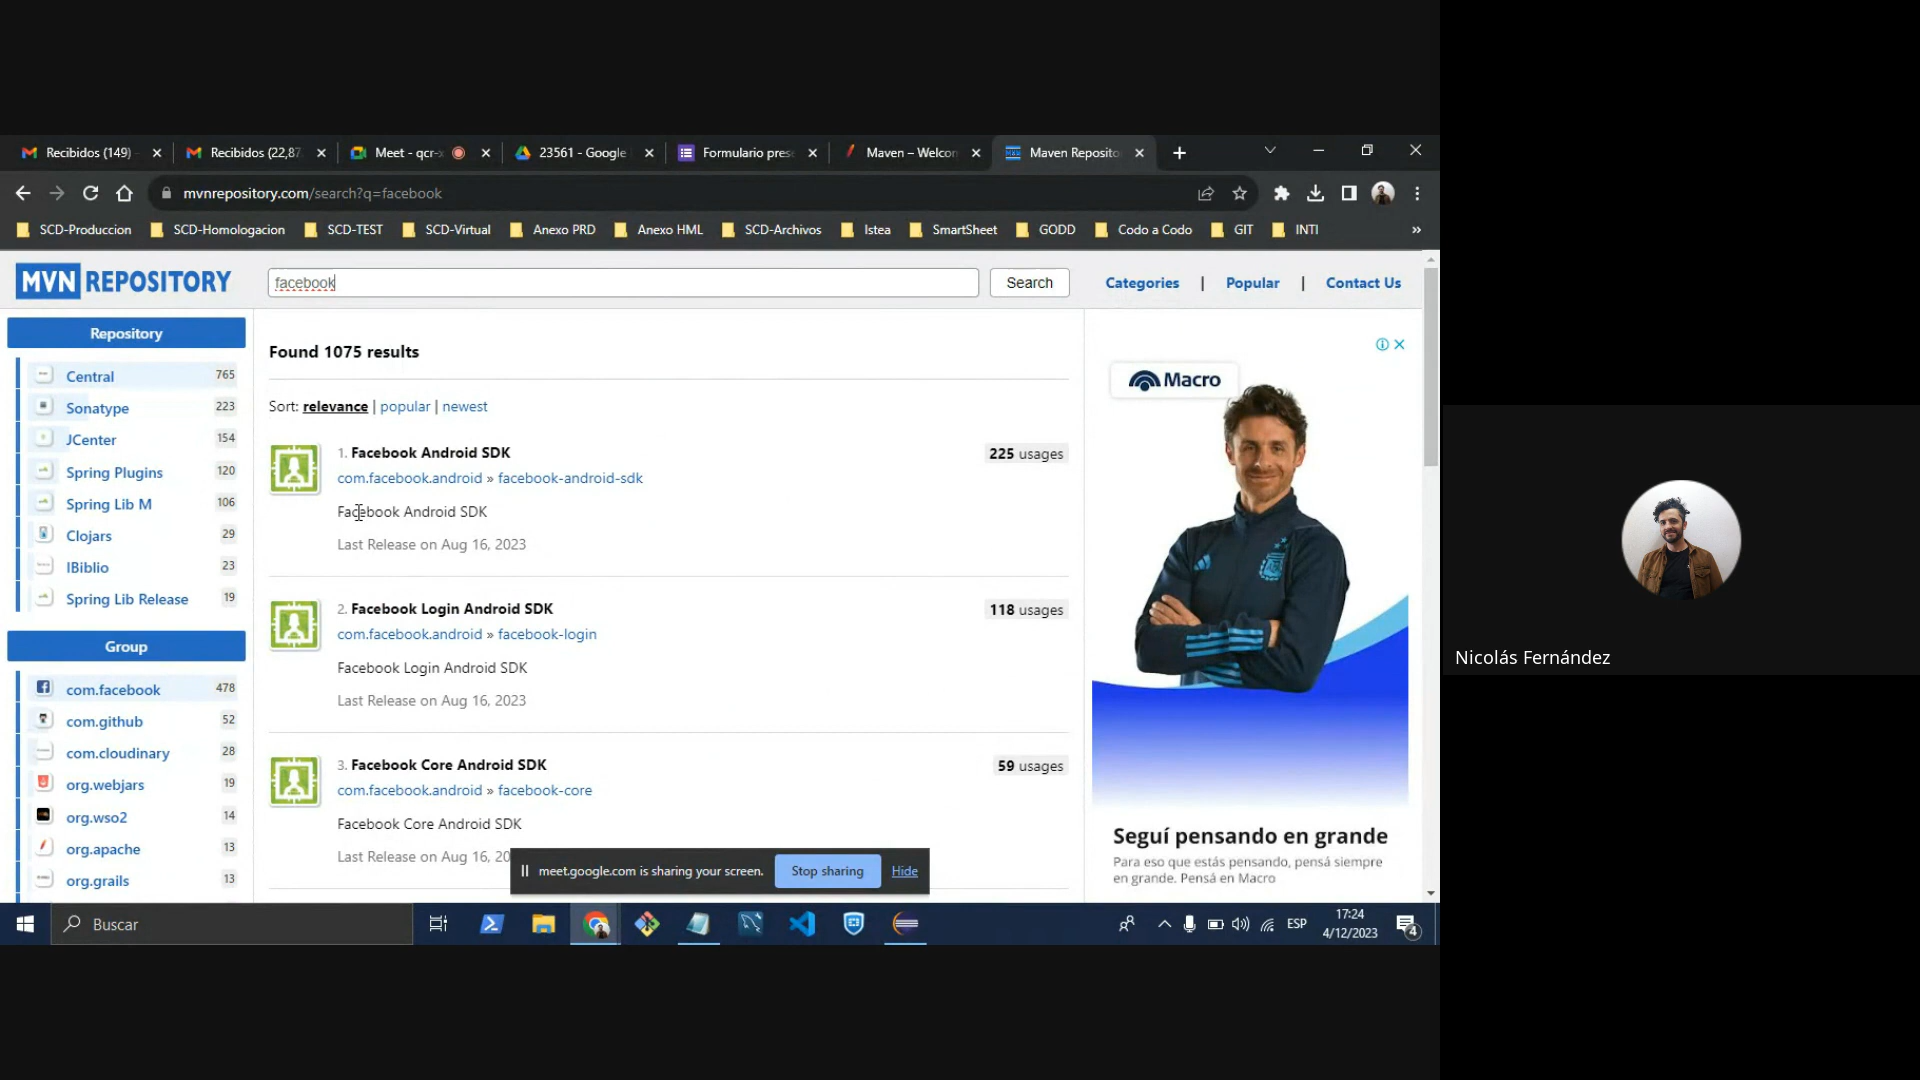 Recibidos (149)
Recibidos (22,87
Meet - qcr-
23561 - Google
Formulario pres
Maven – Welcon
Maven Reposito
mvnrepository.com/search?q=facebook
SCD-Produccion
SCD-Homologacion
SCD-TEST
SCD-Virtual
Anexo PRD
Anexo HML
SCD-Archivos
Istea
SmartSheet
GODD
Codo a Codo
GIT
INTI
»
MVN REPOSITORY
facebook
Search
Categories | Popular | Contact Us
Repository
Central 765
Sonatype 223
JCenter 154
Spring Plugins 120
Spring Lib M 106
Clojars 29
IBiblio 23
Spring Lib Release 19
Group
com.facebook 478
com.github 52
com.cloudinary 28
org.webjars 19
org.wso2 14
org.apache 13
org.grails 13
Found 1075 results
Sort: relevance | popular | newest
1. Facebook Android SDK 225 usages
com.facebook.android » facebook-android-sdk
Facebook Android SDK
Last Release on Aug 16, 2023
2. Facebook Login Android SDK 118 usages
com.facebook.android » facebook-login
Facebook Login Android SDK
Last Release on Aug 16, 2023
3. Facebook Core Android SDK 59 usages
com.facebook.android » facebook-core
Facebook Core Android SDK
Last Release on Aug 16, 20
Macro
Seguí pensando en grande
Para eso que estás pensando, pensá siempre
en grande. Pensá en Macro
meet.google.com is sharing your screen.
Stop sharing
Hide
Buscar
ESP
17:24
4/12/2023
4
Nicolás Fernández